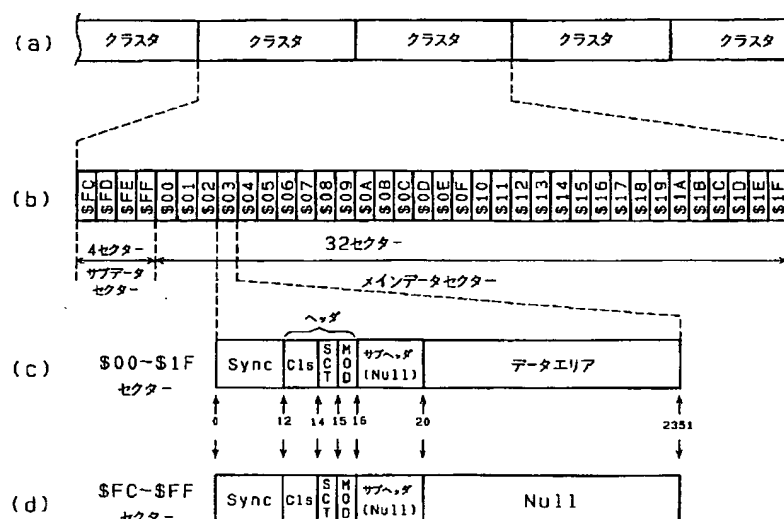 (a) クラスタ クラスタ クラスタ クラスタ クラスタ
(b) $FC $FD $FE $FF $00 $01 $02 $03 $04 $05 $06 $07 $08 $09 $0A $0B $0C $0D $0E $0F $10 $11 $12 $13 $14 $15 $16 $17 $18 $19 $1A $1B $1C $1D $1E $1F
4セクター 32セクター
サブデータ
セクター
メインデータセクター
ヘッダ
(c) $00~$1F
セクター
Sync Cls SCT MOD サブヘッダ (Null) データエリア
0 12 14 15 16 20 2351
(d) $FC~$FF
セクター
Sync Cls SCT MOD サブヘッダ (Null) Null